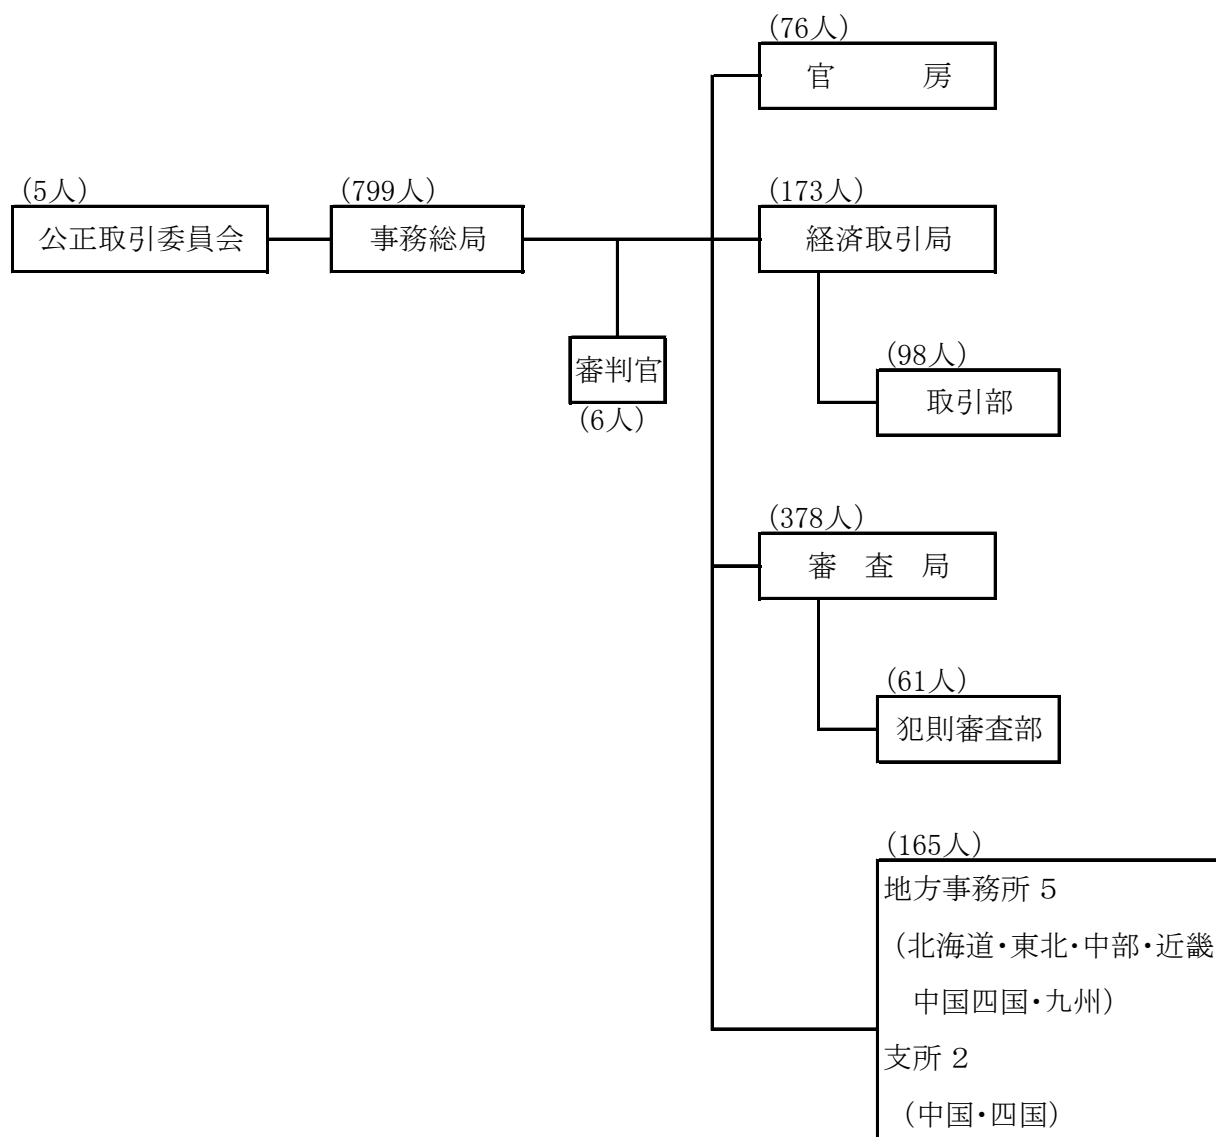 (76人)
官　　　房
(5人)
公正取引委員会
(799人)
事務総局
(173人)
経済取引局
審判官
(6人)
(98人)
取引部
(378人)
審　査　局
(61人)
犯則審査部
(165人)
地方事務所 5
(北海道・東北・中部・近畿
中国四国・九州)
支所 2
(中国・四国)